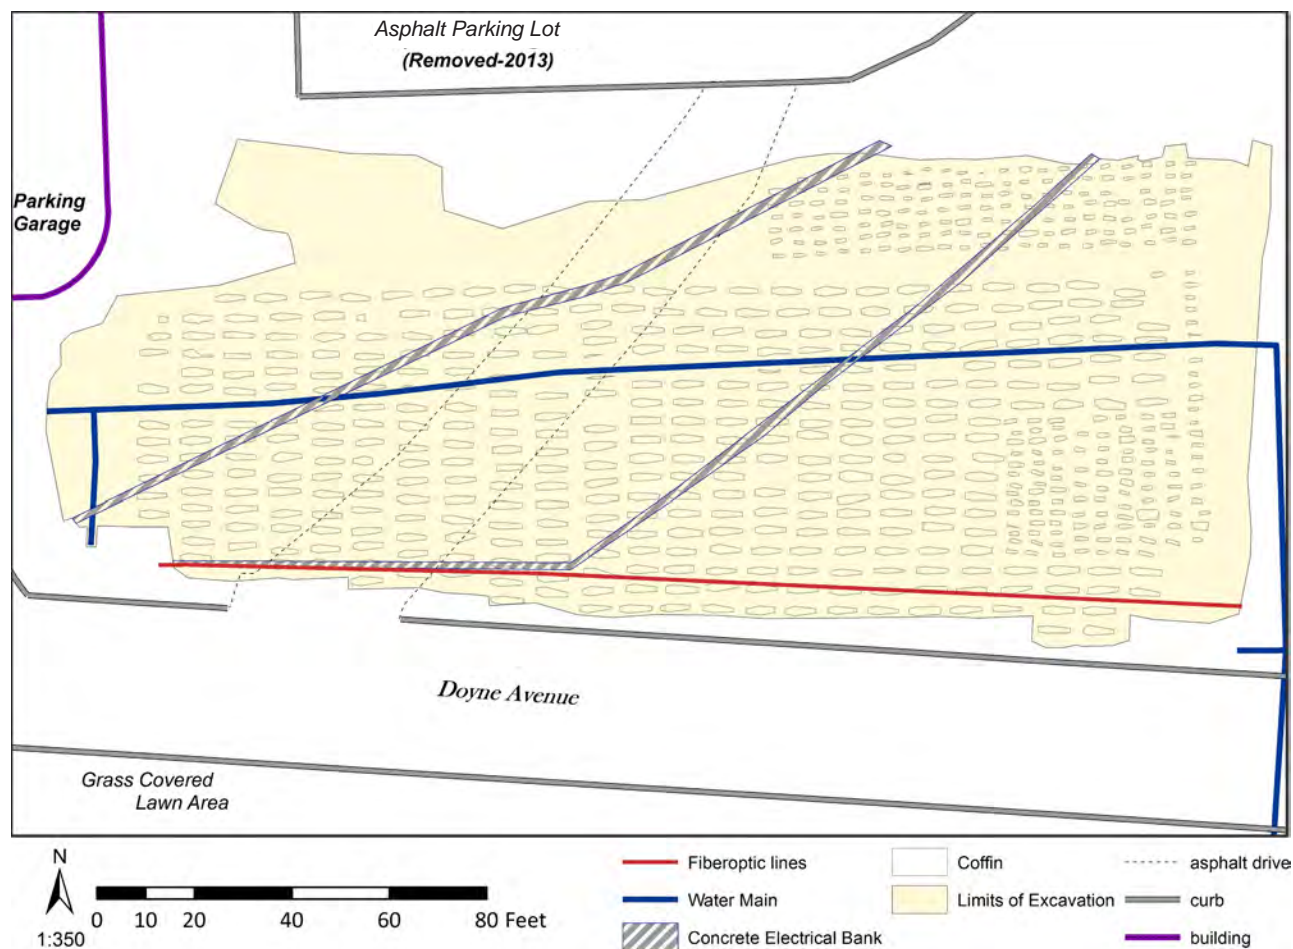 Asphalt Parking Lot
(Removed-2013)
Parking
Garage
Doyne Avenue
Grass Covered
Lawn Area
N
0 10 20 40 60 80 Feet
1:350
Fiberoptic lines
Water Main
Concrete Electrical Bank
Coffin
Limits of Excavation
asphalt drive
curb
building